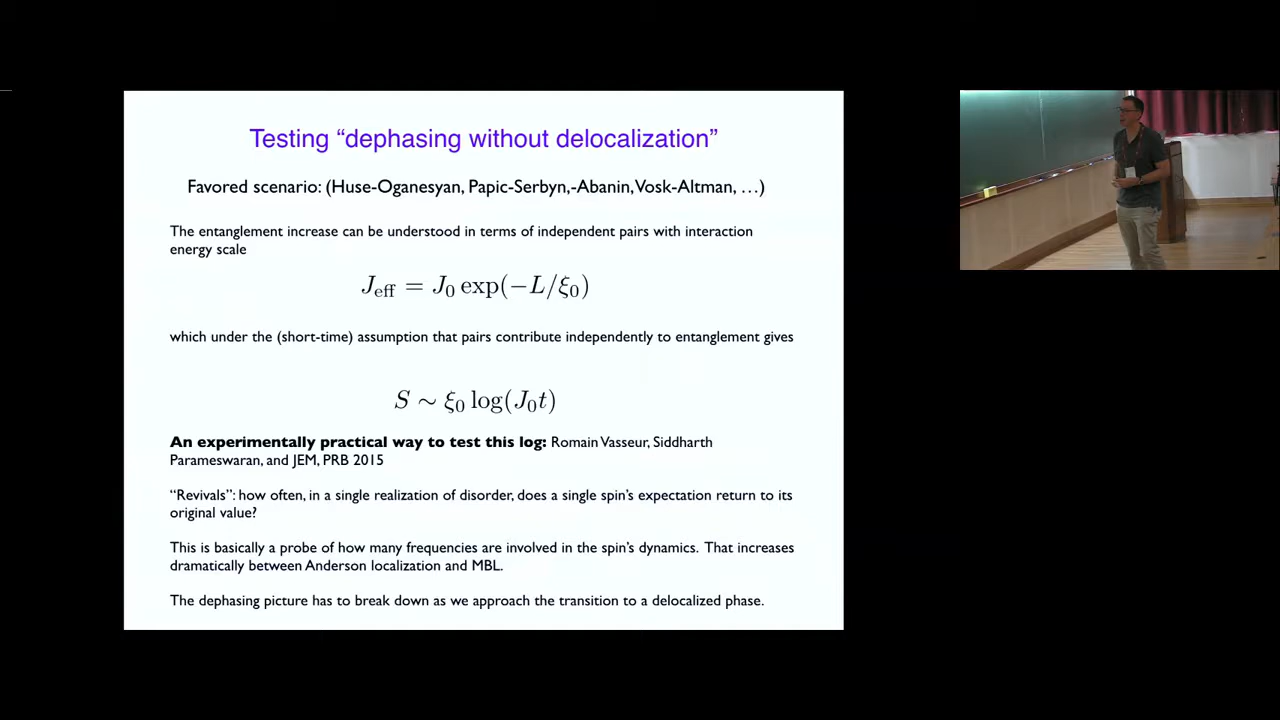 Testing “dephasing without delocalization”
Favored scenario: (Huse-Oganesyan, Papic-Serbyn,-Abanin, Vosk-Altman, …)
The entanglement increase can be understood in terms of independent pairs with interaction
energy scale
J_eff = J_0 exp(−L/ξ_0)
which under the (short-time) assumption that pairs contribute independently to entanglement gives
S ∼ ξ_0 log(J_0 t)
An experimentally practical way to test this log: Romain Vasseur, Siddharth
Parameswaran, and JEM, PRB 2015
“Revivals”: how often, in a single realization of disorder, does a single spin’s expectation return to its
original value?
This is basically a probe of how many frequencies are involved in the spin’s dynamics. That increases
dramatically between Anderson localization and MBL.
The dephasing picture has to break down as we approach the transition to a delocalized phase.